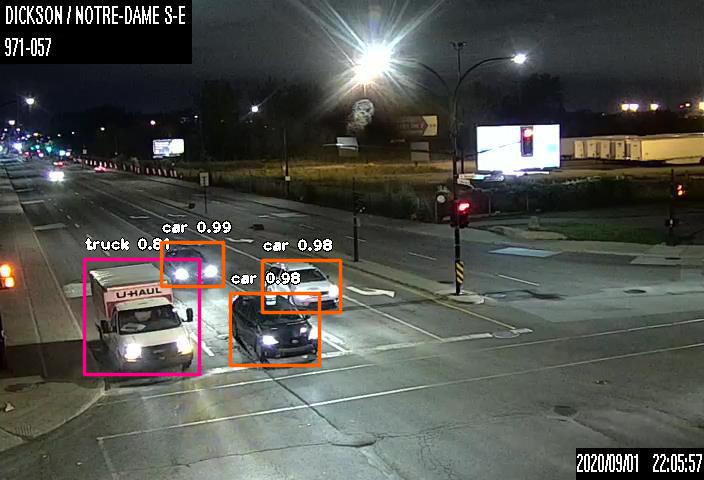 DICKSON / NOTRE-DAME S-E
971-057
car 0.99
truck 0.81
car 0.98
car 0.98
U-HAUL
2020/09/01 22:05:57